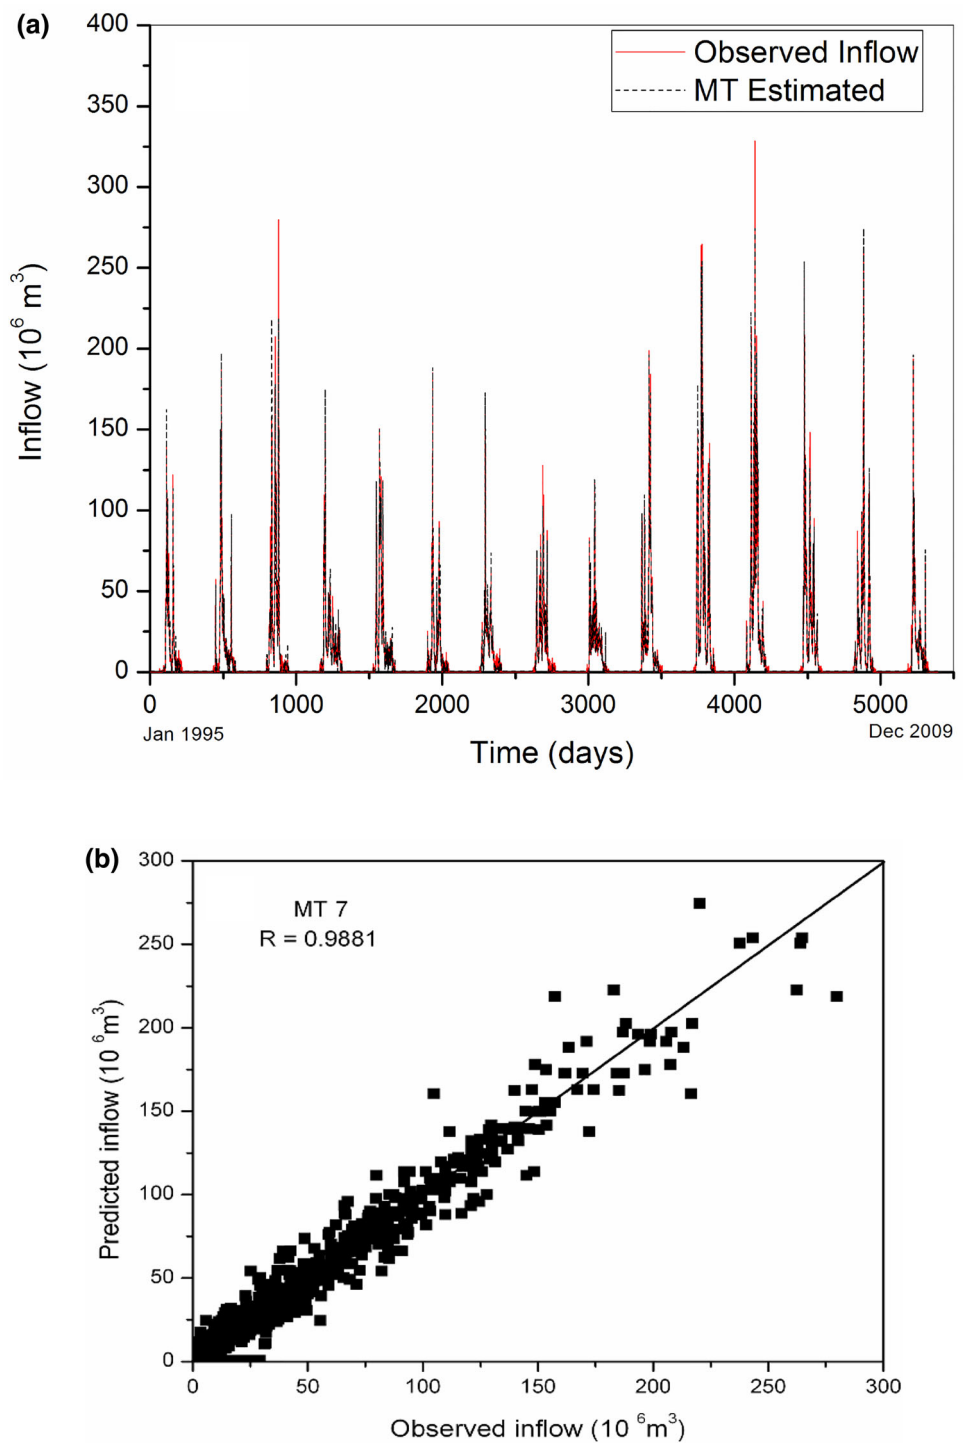 (a)
400
350
300
250
200
150
100
50
0
Inflow (10⁶ m³)
Observed Inflow
MT Estimated
0 1000 2000 3000 4000 5000
Jan 1995 Dec 2009
Time (days)
(b)
300
250
200
150
100
50
0
Predicted inflow (10⁶m³)
MT 7
R = 0.9881
0 50 100 150 200 250 300
Observed inflow (10⁶m³)